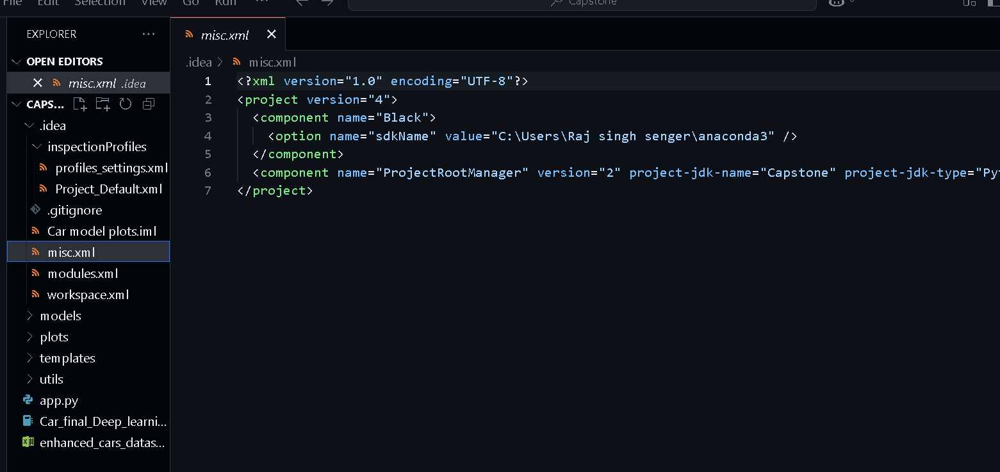 File Edit Selection View Go Run ··· Capstone
EXPLORER ···
OPEN EDITORS
misc.xml .idea
CAPS...
.idea
inspectionProfiles
profiles_settings.xml
Project_Default.xml
.gitignore
Car model plots.iml
misc.xml
modules.xml
workspace.xml
models
plots
templates
utils
app.py
Car_final_Deep_learni...
enhanced_cars_datas...
misc.xml
.idea > misc.xml
1 <?xml version="1.0" encoding="UTF-8"?>
2 <project version="4">
3 <component name="Black">
4 <option name="sdkName" value="C:\Users\Raj singh senger\anaconda3" />
5 </component>
6 <component name="ProjectRootManager" version="2" project-jdk-name="Capstone" project-jdk-type="Py
7 </project>